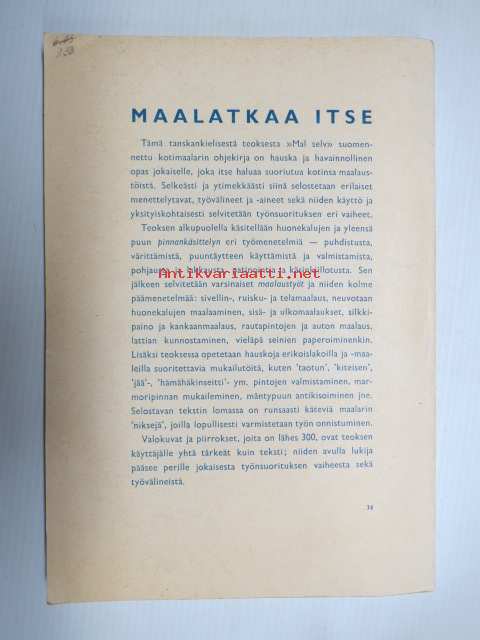 MAALATKAA ITSE
Tämä tanskankielisestä teoksesta »Mal selv» suomen-
nettu kotimaalarin ohjekirja on hauska ja havainnollinen
opas jokaiselle, joka itse haluaa suoriutua kotinsa maalaus-
töistä. Selkeästi ja ytimekkäästi siinä selostetaan erilaiset
menettelytavat, työvälineet ja -aineet sekä niiden käyttö ja
yksityiskohtaisesti selvitetään työnsuorituksen eri vaiheet.
Teoksen alkupuolella käsitellään huonekalujen ja yleensä
puun pinnankäsittelyn eri työmenetelmiä — puhdistusta,
värittämistä, puuntäytteen käyttämistä ja valmistamista,
pohjausta ja lakkausta, patinointia ja kiillotusta. Sen
Antikvariaatti.net
jälkeen selvitetään varsinaiset maalaustyöt ja niiden kolme
päämenetelmää: sivellin-, ruisku- ja telamaalaus, neuvotaan
huonekalujen maalaaminen, sisä- ja ulkomaalaukset, silkki-
paino ja kankaanmaalaus, rautapintojen ja auton maalaus,
lattian kunnostaminen, vieläpä seinien paperoiminenkin.
Lisäksi teoksessa opetetaan hauskoja erikoislakoilla ja -maa-
leilla suoritettavia mukailutöitä, kuten 'taotun', 'kiteisen',
'jää'-, 'hämähäkinseitti'- ym. pintojen valmistaminen, mar-
moripinnan mukaileminen, mäntypuun antikisoiminen jne.
Selostavan tekstin lomassa on runsaasti käteviä maalarin
'niksejä', joilla lopullisesti varmistetaan työn onnistuminen.
Valokuvat ja piirrokset, joita on lähes 300, ovat teoksen
käyttäjälle yhtä tärkeät kuin teksti; niiden avulla lukija
pääsee perille jokaisesta työnsuorituksen vaiheesta sekä
työvälineistä.
38